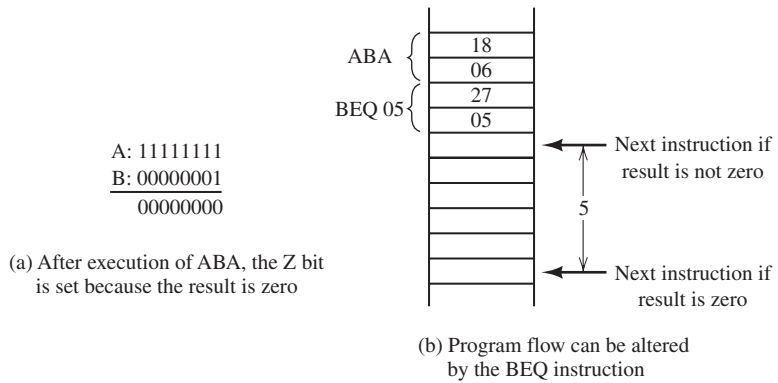 ABA
18
06
BEQ 05
27
05
Next instruction if
result is not zero
5
Next instruction if
result is zero
A: 11111111
B: 00000001
00000000
(a) After execution of ABA, the Z bit
is set because the result is zero
(b) Program flow can be altered
by the BEQ instruction